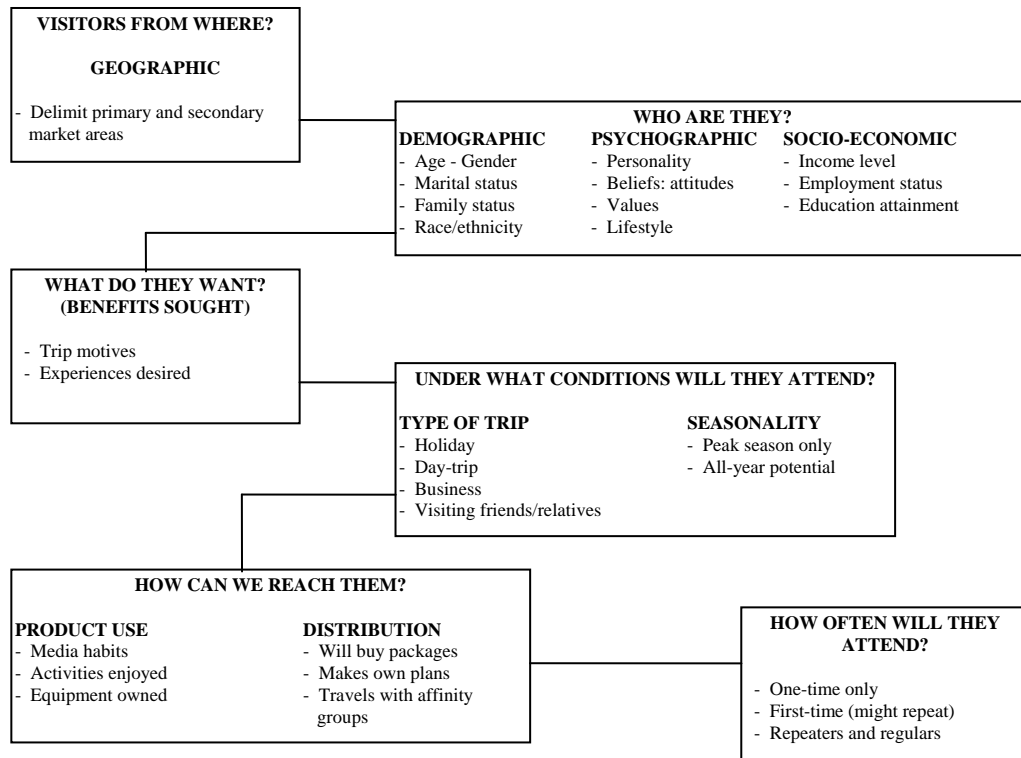 VISITORS FROM WHERE?
GEOGRAPHIC
- Delimit primary and secondary
market areas
WHO ARE THEY?
DEMOGRAPHIC PSYCHOGRAPHIC SOCIO-ECONOMIC
- Age - Gender - Personality - Income level
- Marital status - Beliefs: attitudes - Employment status
- Family status - Values - Education attainment
- Race/ethnicity - Lifestyle
WHAT DO THEY WANT?
(BENEFITS SOUGHT)
- Trip motives
- Experiences desired
UNDER WHAT CONDITIONS WILL THEY ATTEND?
TYPE OF TRIP SEASONALITY
- Holiday - Peak season only
- Day-trip - All-year potential
- Business
- Visiting friends/relatives
HOW CAN WE REACH THEM?
PRODUCT USE DISTRIBUTION
- Media habits - Will buy packages
- Activities enjoyed - Makes own plans
- Equipment owned - Travels with affinity
groups
HOW OFTEN WILL THEY
ATTEND?
- One-time only
- First-time (might repeat)
- Repeaters and regulars